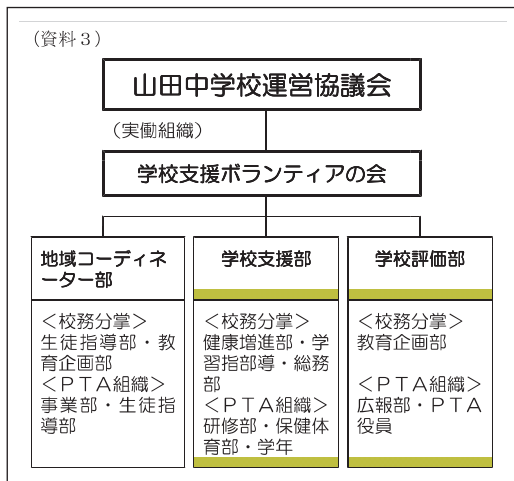 （資料３）
山田中学校運営協議会
（実働組織）
学校支援ボランティアの会
地域コーディネ
ーター部
＜校務分掌＞
生徒指導部・教
育企画部
＜ＰＴＡ組織＞
事業部・生徒指
導部
学校支援部
＜校務分掌＞
健康増進部・学
習指部導・総務
部
＜ＰＴＡ組織＞
研修部・保健体
育部・学年
学校評価部
＜校務分掌＞
教育企画部
＜ＰＴＡ組織＞
広報部・ＰＴＡ
役員